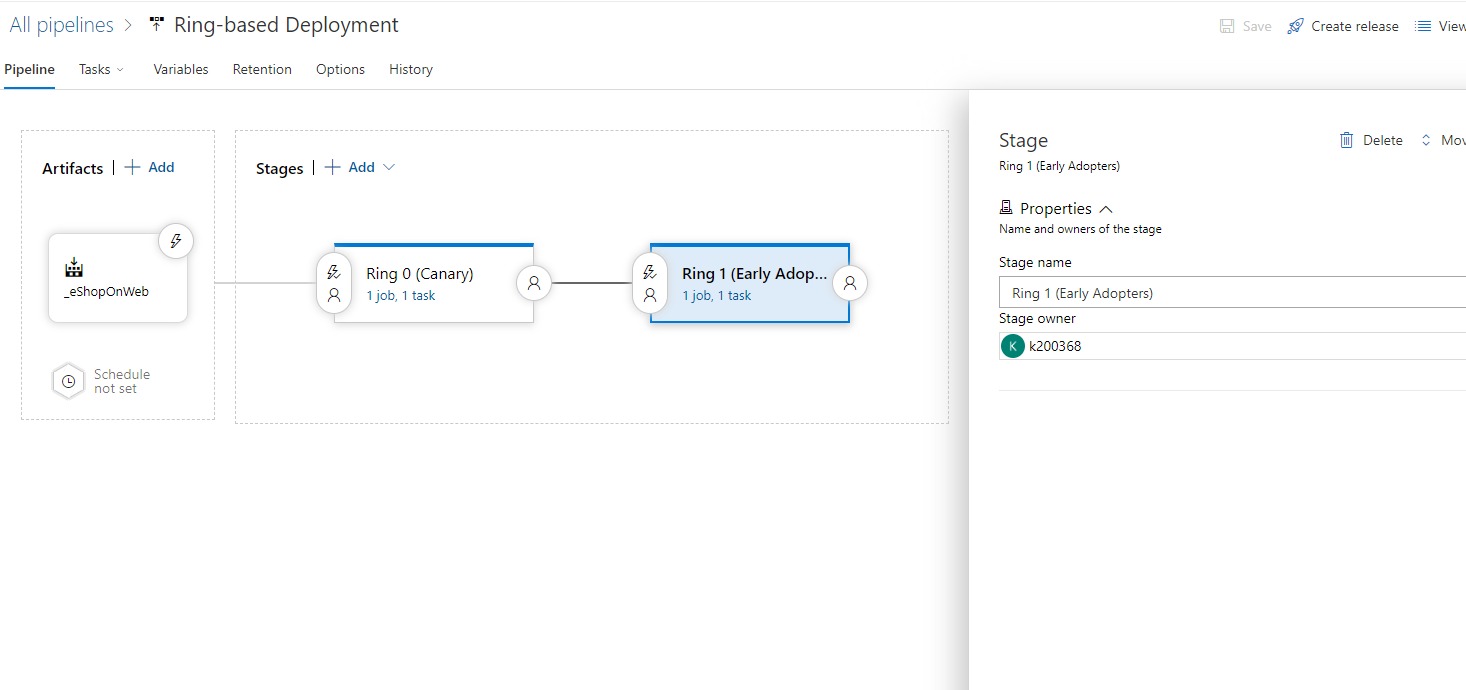 All pipelines > Ring-based Deployment
Save Create release View
Pipeline Tasks Variables Retention Options History
Artifacts | + Add
Stages | + Add
_eShopOnWeb
Schedule
not set
Ring 0 (Canary)
1 job, 1 task
Ring 1 (Early Adop...
1 job, 1 task
Stage
Delete Mov
Ring 1 (Early Adopters)
Properties
Name and owners of the stage
Stage name
Ring 1 (Early Adopters)
Stage owner
K k200368